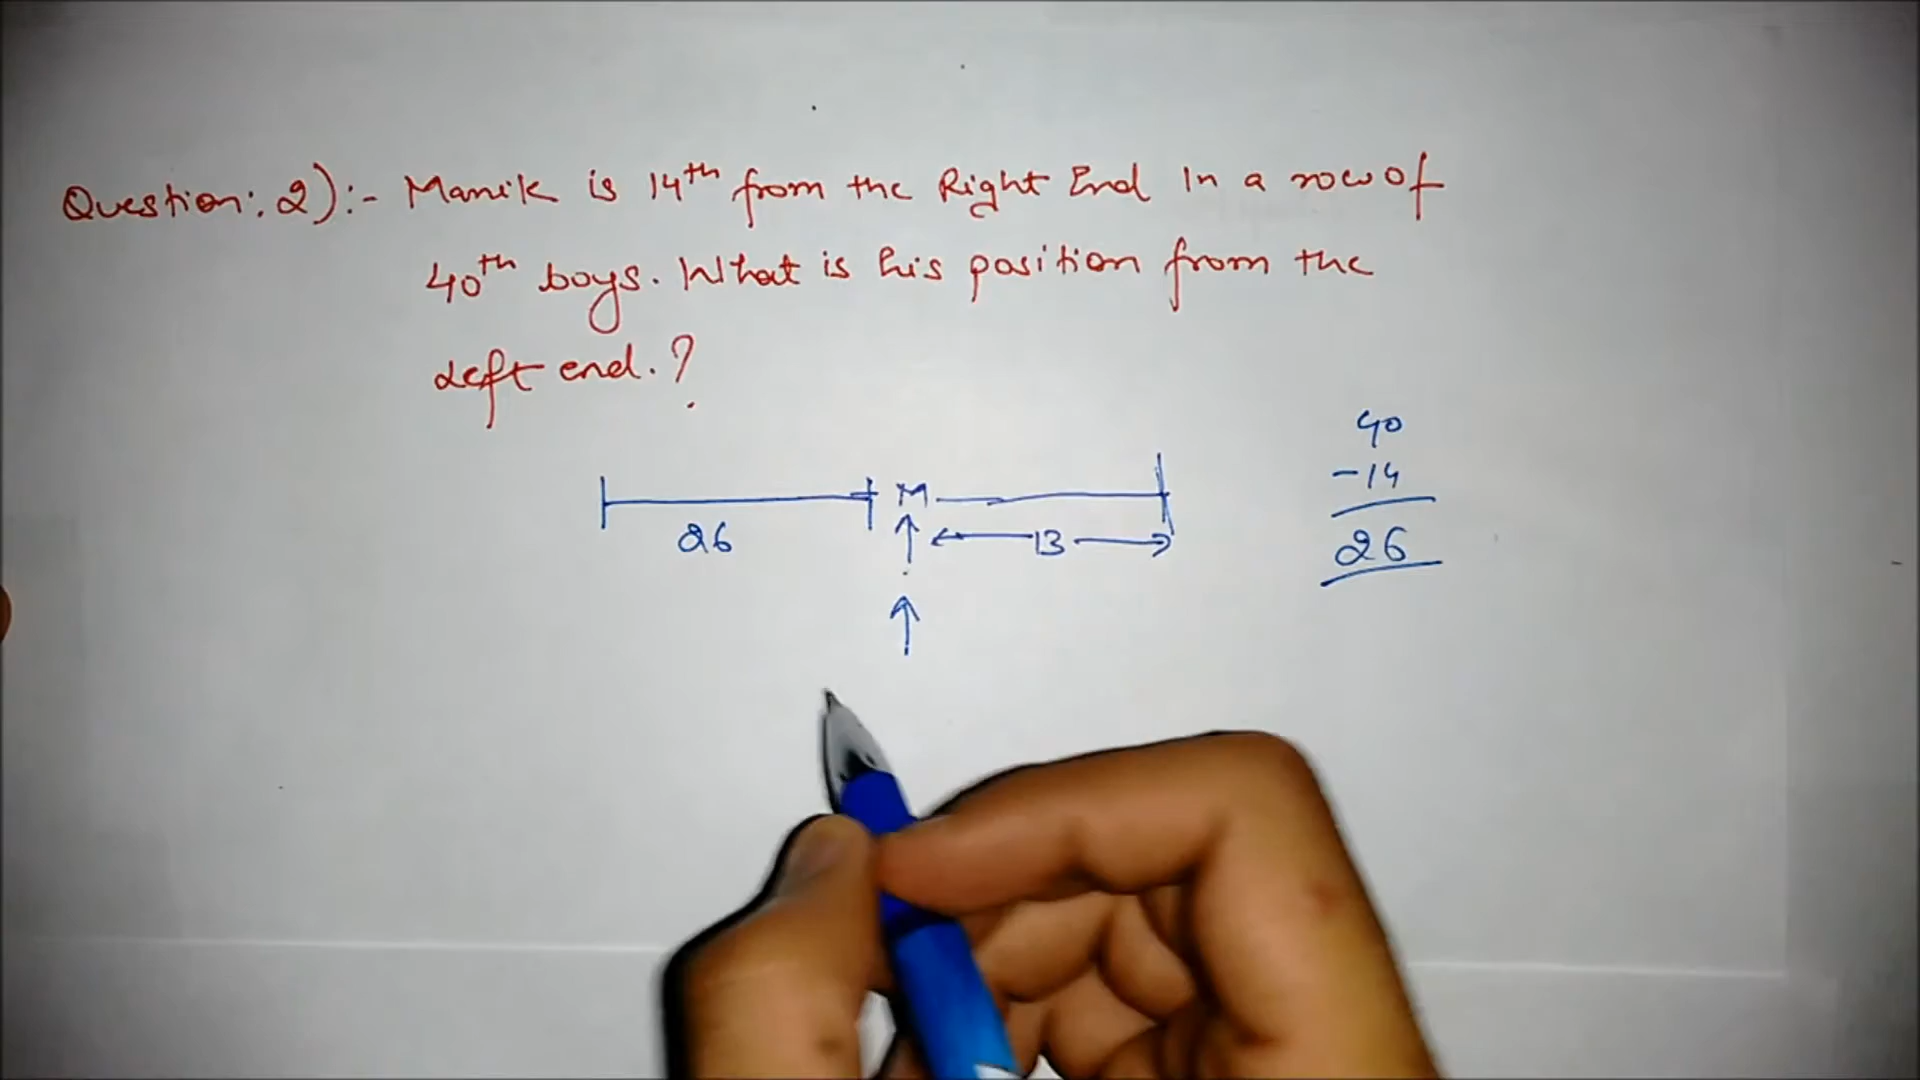 Question:. 2):- Manik is 14th from the Right End In a row of
40th boys. What is his position from the
Left end.?
40
-14
26
M
26
13